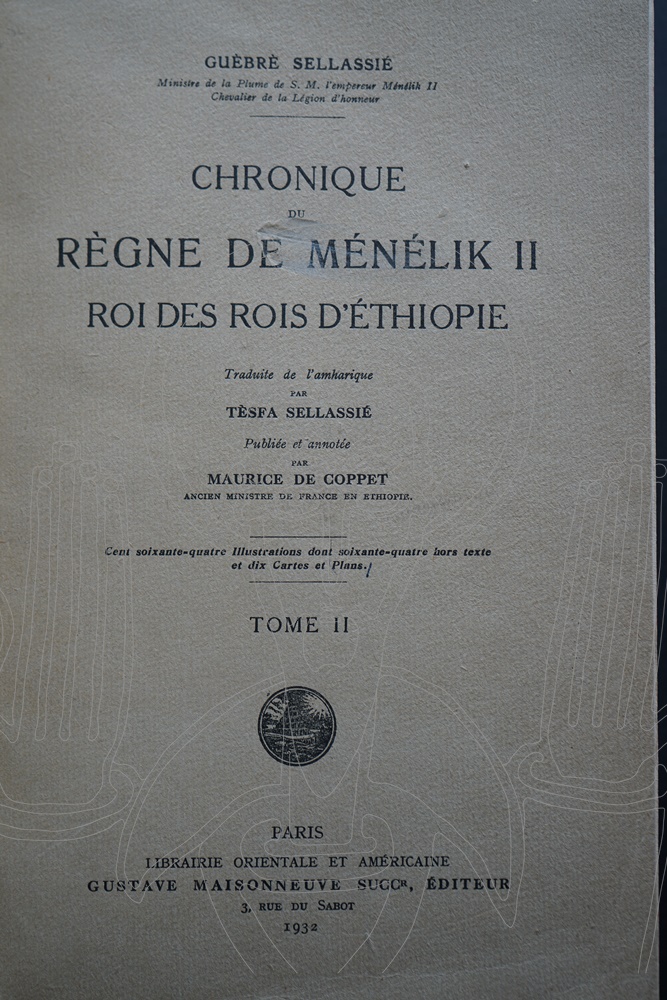 GUÈBRÈ SELLASSIÉ
Ministre de la Plume de S. M. l'empereur Ménélik II
Chevalier de la Légion d'honneur
CHRONIQUE
DU
RÈGNE DE MÉNÉLIK II
ROI DES ROIS D'ÉTHIOPIE
Traduite de l'amharique
PAR
TÈSFA SELLASSIÉ
Publiée et annotée
PAR
MAURICE DE COPPET
ANCIEN MINISTRE DE FRANCE EN ETHIOPIE.
Cent soixante-quatre Illustrations dont soixante-quatre hors texte
et dix Cartes et Plans.
TOME II
PARIS
LIBRAIRIE ORIENTALE ET AMÉRICAINE
GUSTAVE MAISONNEUVE SUCCR, ÉDITEUR
3, RUE DU SABOT
1932